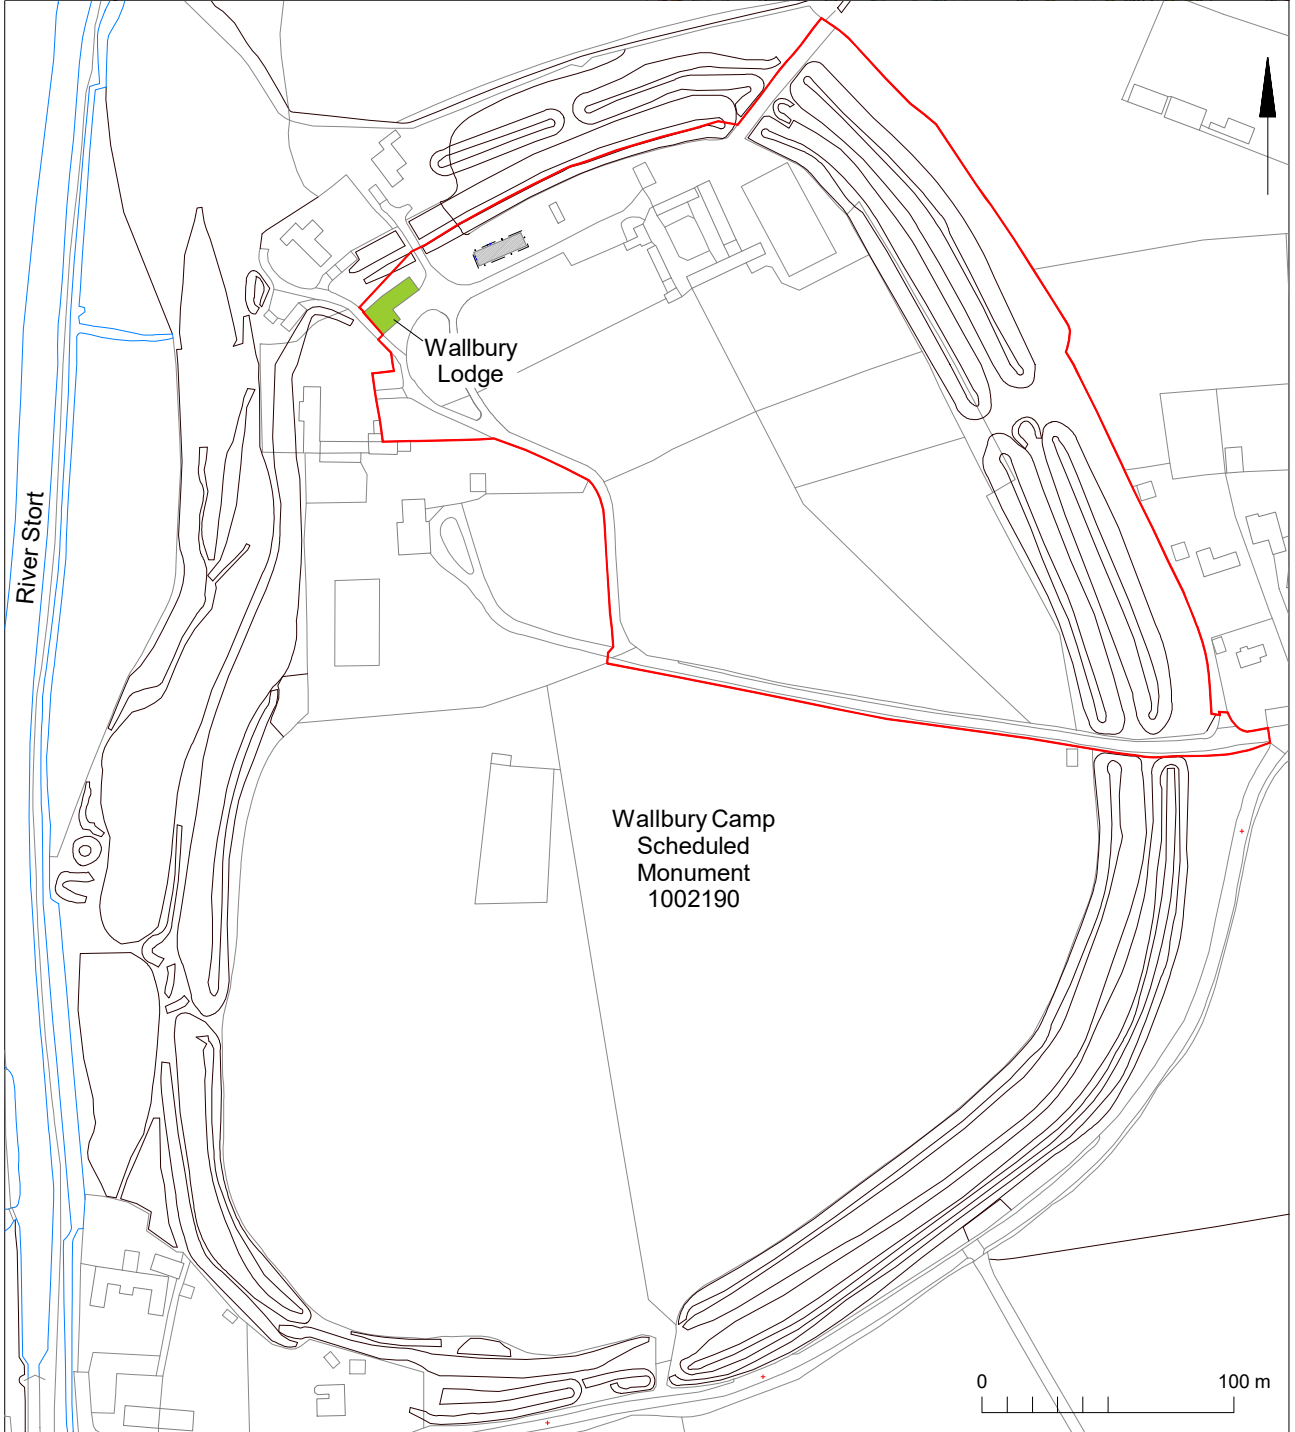 Wallbury
Lodge
River Stort
Wallbury Camp
Scheduled
Monument
1002190
0 100 m